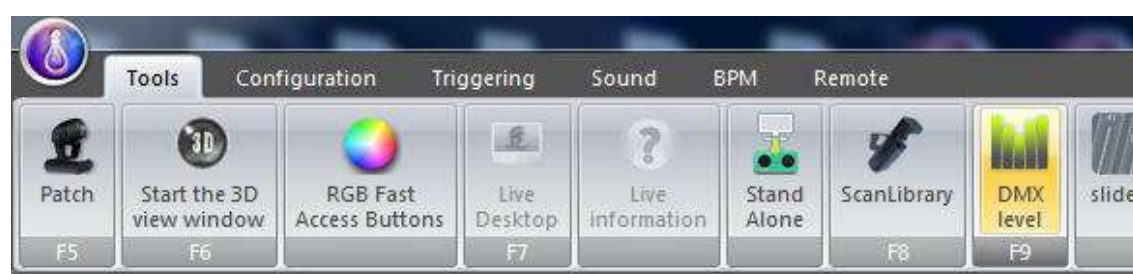 Tools Configuration Triggering Sound BPM Remote
3D
Patch
Start the 3D
view window
RGB Fast
Access Buttons
Live
Desktop
?
Live
information
Stand
Alone
ScanLibrary
DMX
level
slide
F5 F6 F7 F8 F9